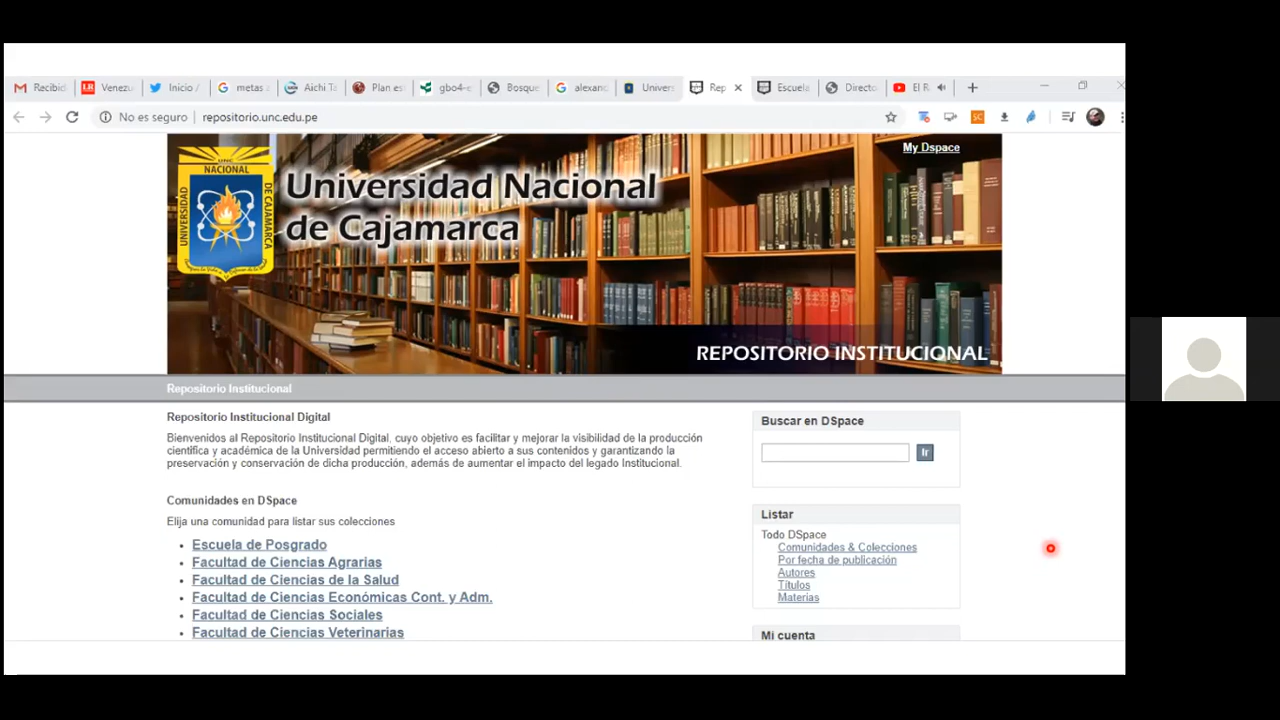 Recibid
LR Venezu
Inicio /
metas a
Aichi Ta
Plan es
gbo4-e
Bosque
alexand
Univers
Rep
Escuela
Directo
El R
No es seguro
repositorio.unc.edu.pe
SC
My Dspace
UNC
NACIONAL
UNIVERSIDAD
DE CAJAMARCA
Universidad Nacional
de Cajamarca
REPOSITORIO INSTITUCIONAL
Repositorio Institucional
Repositorio Institucional Digital
Bienvenidos al Repositorio Institucional Digital, cuyo objetivo es facilitar y mejorar la visibilidad de la producción
científica y académica de la Universidad permitiendo el acceso abierto a sus contenidos y garantizando la
preservación y conservación de dicha producción, además de aumentar el impacto del legado Institucional.
Comunidades en DSpace
Elija una comunidad para listar sus colecciones
Escuela de Posgrado
Facultad de Ciencias Agrarias
Facultad de Ciencias de la Salud
Facultad de Ciencias Económicas Cont. y Adm.
Facultad de Ciencias Sociales
Facultad de Ciencias Veterinarias
Buscar en DSpace
Ir
Listar
Todo DSpace
Comunidades & Colecciones
Por fecha de publicación
Autores
Títulos
Materias
Mi cuenta